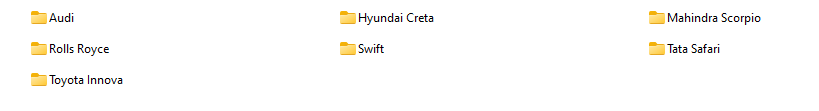 Audi
Hyundai Creta
Mahindra Scorpio
Rolls Royce
Swift
Tata Safari
Toyota Innova